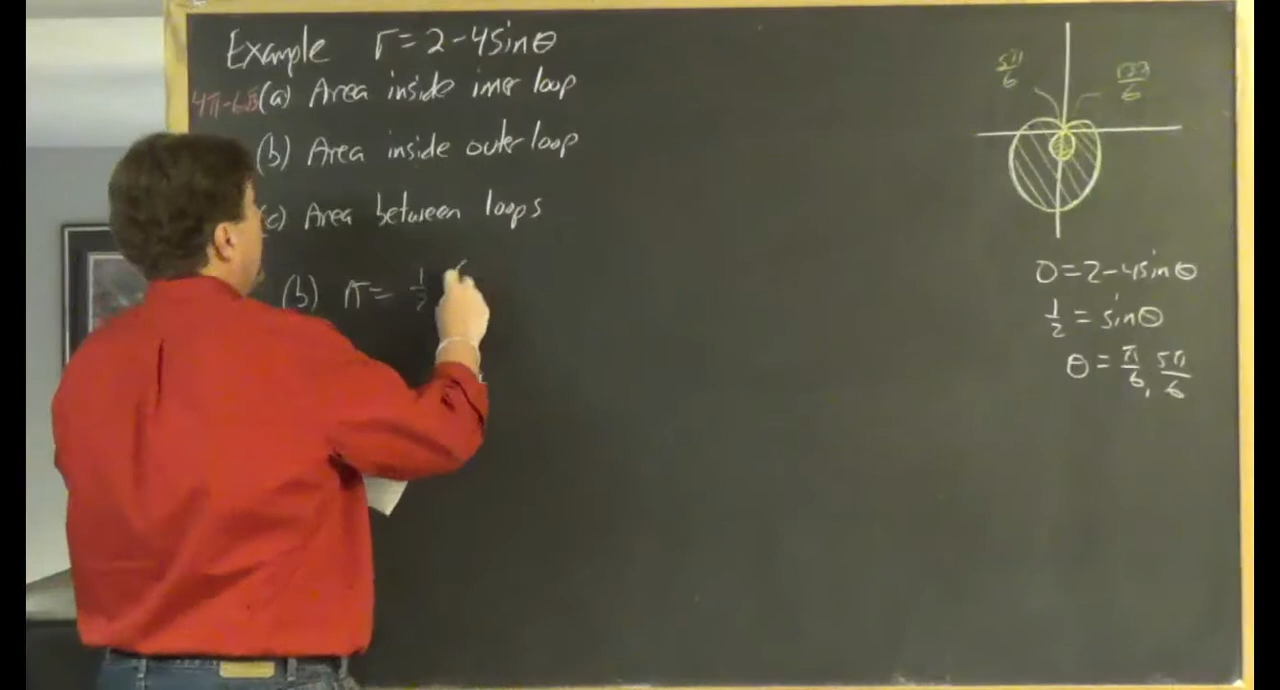 Example r=2-4sinθ
4π-6√3 (a) Area inside inner loop
(b) Area inside outer loop
(c) Area between loops
(b) A= 1/2
5π/6
13π/6
0=2-4sinθ
1/2 = sinθ
θ = π/6, 5π/6